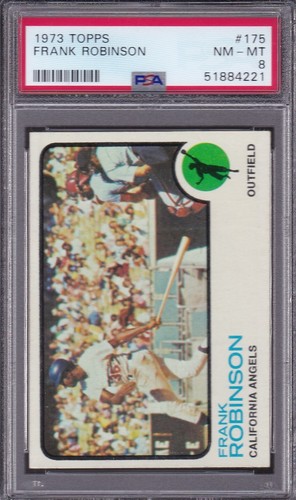 1973 TOPPS #175
FRANK ROBINSON NM - MT
8
PSA 51884221
OUTFIELD
FRANK
ROBINSON
CALIFORNIA ANGELS